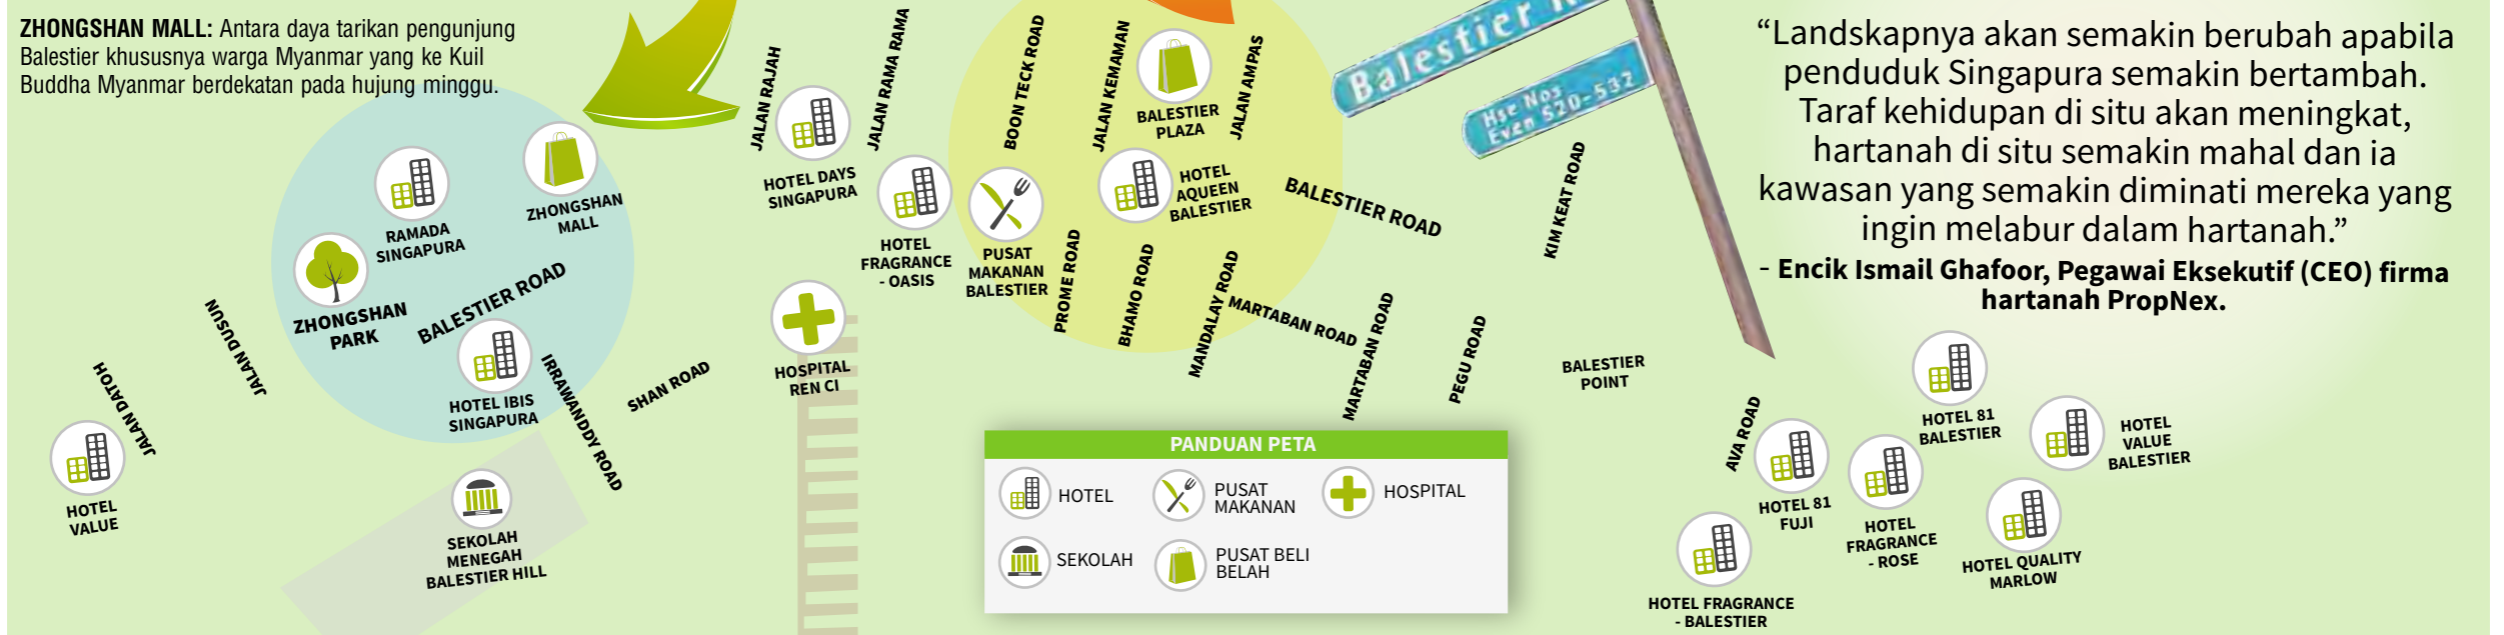 ZHONGSHAN MALL: Antara daya tarikan pengunjung
Balestier khususnya warga Myanmar yang ke Kuil
Buddha Myanmar berdekatan pada hujung minggu.
JALAN RAJAH
JALAN RAMA RAMA
BOON TECK ROAD
JALAN KEMAMAN
JALAN AMPAS
BALESTIER
PLAZA
Balestier
Hse Nos
Even 520-532
“Landskapnya akan semakin berubah apabila
penduduk Singapura semakin bertambah.
Taraf kehidupan di situ akan meningkat,
hartanah di situ semakin mahal dan ia
kawasan yang semakin diminati mereka yang
ingin melabur dalam hartanah.”
- Encik Ismail Ghafoor, Pegawai Eksekutif (CEO) firma
hartanah PropNex.
RAMADA
SINGAPURA
ZHONGSHAN
MALL
HOTEL DAYS
SINGAPURA
HOTEL
FRAGRANCE
- OASIS
PUSAT
MAKANAN
BALESTIER
HOTEL
AQUEEN
BALESTIER
BALESTIER ROAD
KIM KEAT ROAD
ZHONGSHAN
PARK
BALESTIER ROAD
PROME ROAD
BHAMO ROAD
MANDALAY ROAD
MARTABAN ROAD
MARTABAN ROAD
PEGU ROAD
BALESTIER
POINT
JALAN DUSUN
JALAN DATOH
HOTEL IBIS
SINGAPURA
IRRAWANDDY ROAD
SHAN ROAD
HOSPITAL
REN CI
HOTEL
VALUE
SEKOLAH
MENEGAH
BALESTIER HILL
PANDUAN PETA
HOTEL
PUSAT
MAKANAN
HOSPITAL
SEKOLAH
PUSAT BELI
BELAH
AVA ROAD
HOTEL 81
BALESTIER
HOTEL
VALUE
BALESTIER
HOTEL 81
FUJI
HOTEL
FRAGRANCE
- ROSE
HOTEL QUALITY
MARLOW
HOTEL FRAGRANCE
- BALESTIER